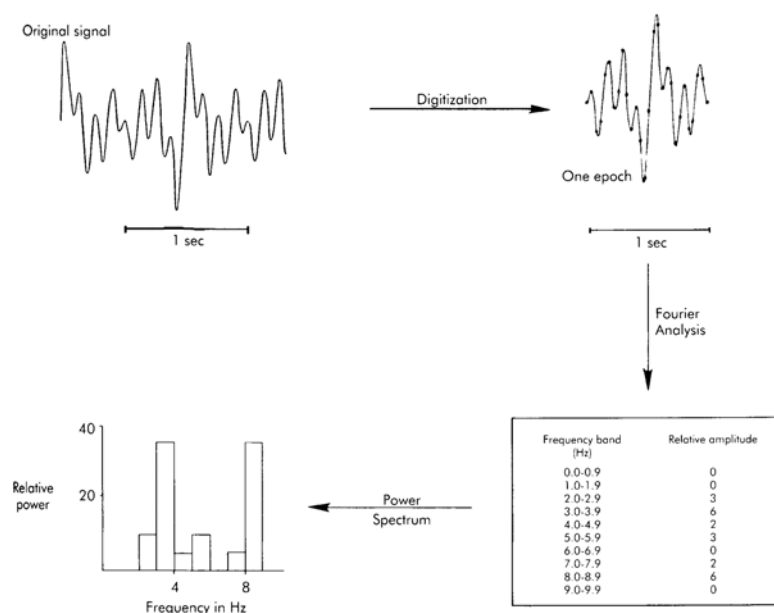 Original signal
Digitization
One epoch
1 sec
1 sec
Fourier
Analysis
40
20
Relative
power
4
8
Frequency in Hz
Power
Spectrum
Frequency band
(Hz)
Relative amplitude
0.0-0.9 0
1.0-1.9 0
2.0-2.9 3
3.0-3.9 6
4.0-4.9 2
5.0-5.9 3
6.0-6.9 0
7.0-7.9 2
8.0-8.9 6
9.0-9.9 0